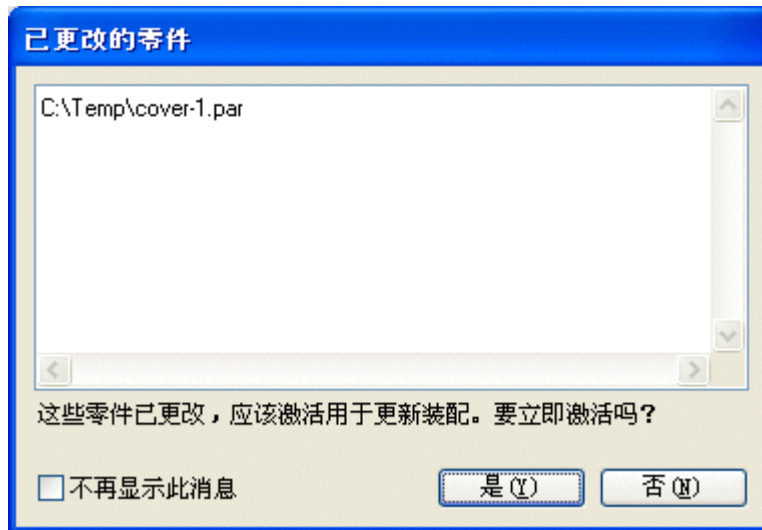 已更改的零件
C:\Temp\cover-1.par
这些零件已更改，应该激活用于更新装配。要立即激活吗？
不再显示此消息
是(Y)
否(N)